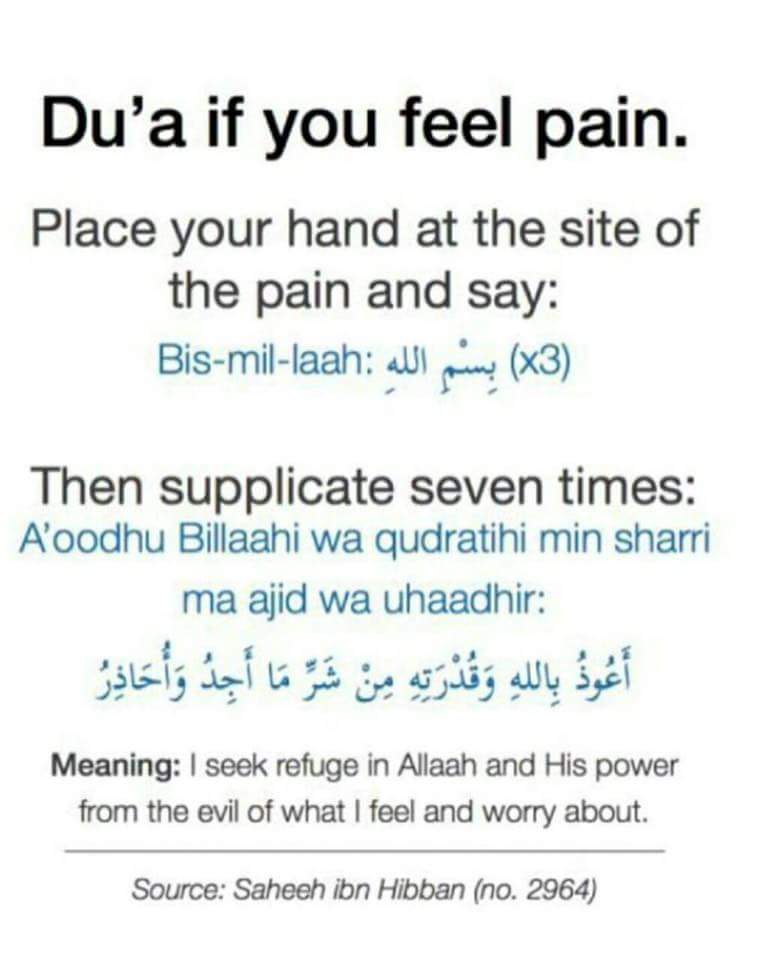 Du'a if you feel pain.
Place your hand at the site of
the pain and say:
Bis-mil-laah: بِسْمِ اللهِ (x3)
Then supplicate seven times:
A'oodhu Billaahi wa qudratihi min sharri
ma ajid wa uhaadhir:
أَعُوذُ بِاللهِ وَقُدْرَتِهِ مِنْ شَرِّ مَا أَجِدُ وَأُحَاذِرُ
Meaning: I seek refuge in Allaah and His power
from the evil of what I feel and worry about.
Source: Saheeh ibn Hibban (no. 2964)